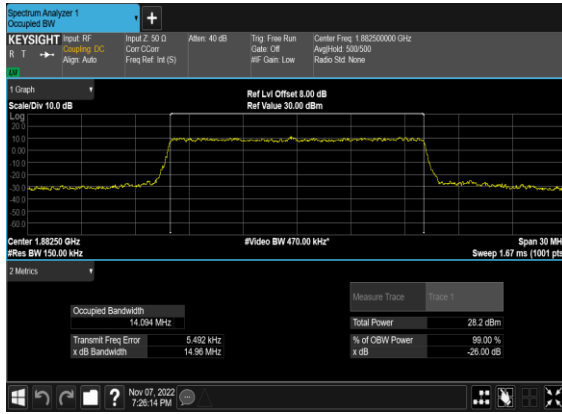 Spectrum Analyzer 1
Occupied BW
KEYSIGHT
R T
LW
Input: RF
Coupling: DC
Align: Auto
Input Z: 50 Ω
Corr CCorr
Freq Ref: Int (S)
Atten: 40 dB
Trig: Free Run
Gate: Off
#IF Gain: Low
Center Freq: 1.882500000 GHz
Avg|Hold: 500/500
Radio Std: None
1 Graph
Scale/Div 10.0 dB
Ref Lvl Offset 8.00 dB
Ref Value 30.00 dBm
Log
20.0
10.0
0.00
-10.0
-20.0
-30.0
-40.0
-50.0
-60.0
Center 1.88250 GHz
#Res BW 150.00 kHz
#Video BW 470.00 kHz*
Span 30 MH
Sweep 1.67 ms (1001 pts
2 Metrics
Measure Trace Trace 1
Occupied Bandwidth
14.094 MHz
Total Power 28.2 dBm
Transmit Freq Error 5.492 kHz
% of OBW Power 99.00 %
x dB Bandwidth 14.96 MHz
x dB -26.00 dB
?
Nov 07, 2022
7:26:14 PM